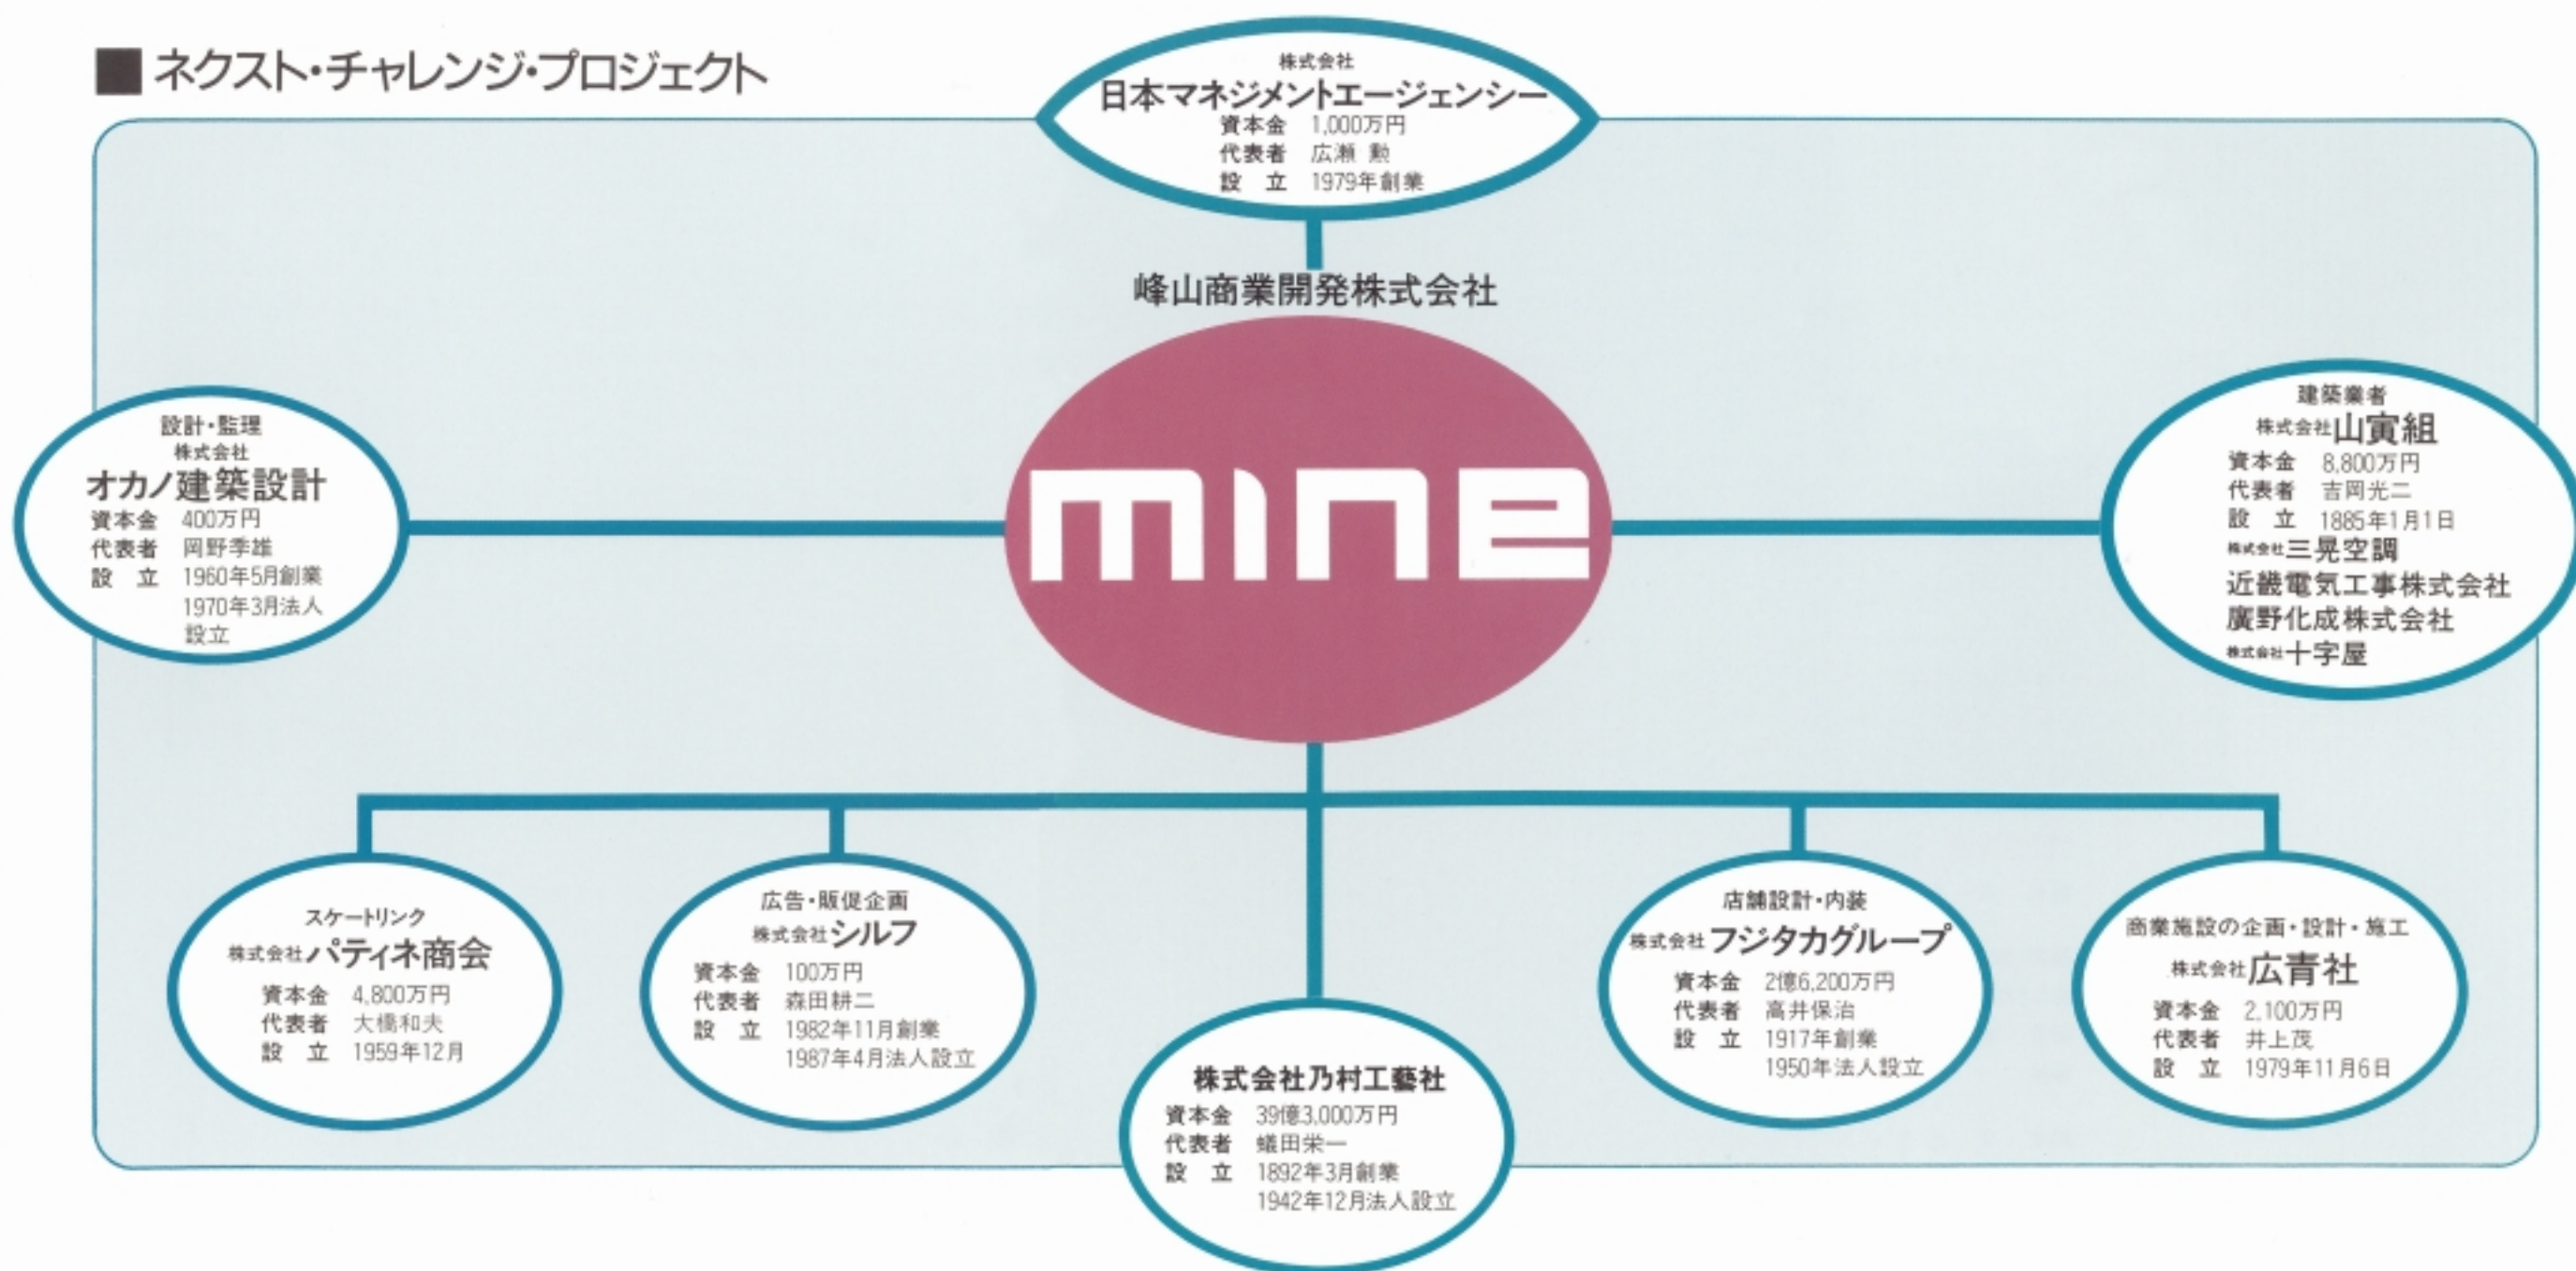 ■ネクスト・チャレンジ・プロジェクト
株式会社
日本マネジメントエージェンシー
資本金 1,000万円
代表者 広瀬 勲
設 立 1979年創業
峰山商業開発株式会社
mine
設計・監理
株式会社
オカノ建築設計
資本金 400万円
代表者 岡野季雄
設 立 1960年5月創業
1970年3月法人
設立
建築業者
株式会社山寅組
資本金 8,800万円
代表者 吉岡光二
設 立 1885年1月1日
株式会社三晃空調
近畿電気工事株式会社
廣野化成株式会社
株式会社十字屋
スケートリンク
株式会社パティネ商会
資本金 4,800万円
代表者 大橋和夫
設 立 1959年12月
広告・販促企画
株式会社シルフ
資本金 100万円
代表者 森田耕二
設 立 1982年11月創業
1987年4月法人設立
株式会社乃村工藝社
資本金 39億3,000万円
代表者 蟻田栄一
設 立 1892年3月創業
1942年12月法人設立
店舗設計・内装
株式会社フジタカグループ
資本金 2億6,200万円
代表者 高井保治
設 立 1917年創業
1950年法人設立
商業施設の企画・設計・施工
株式会社広青社
資本金 2,100万円
代表者 井上茂
設 立 1979年11月6日